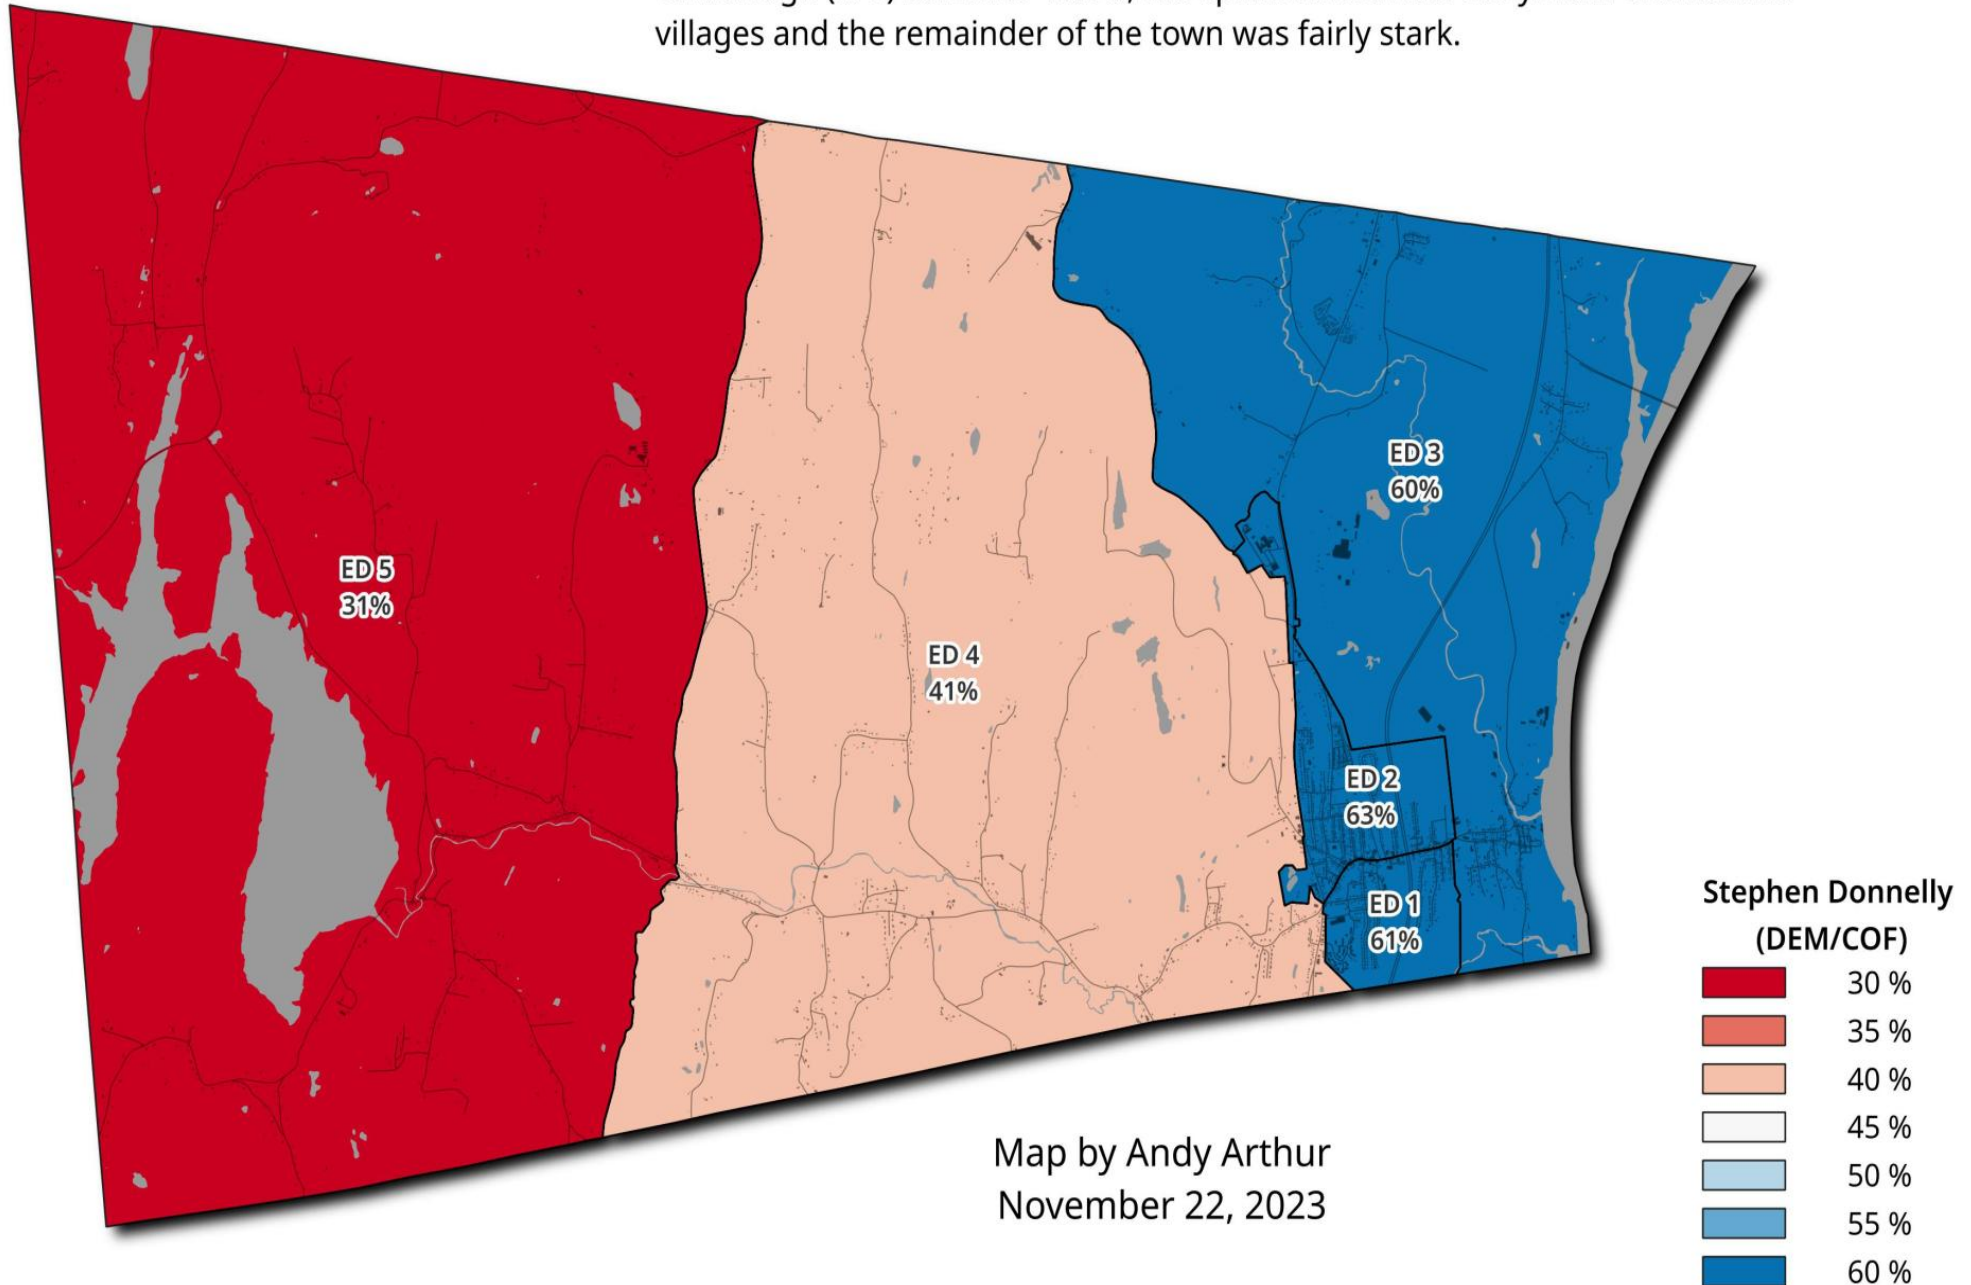 villages and the remainder of the town was fairly stark.
ED 3
60%
ED 5
31%
ED 4
41%
ED 2
63%
ED 1
61%
Stephen Donnelly
(DEM/COF)
30 %
35 %
40 %
45 %
50 %
55 %
60 %
Map by Andy Arthur
November 22, 2023